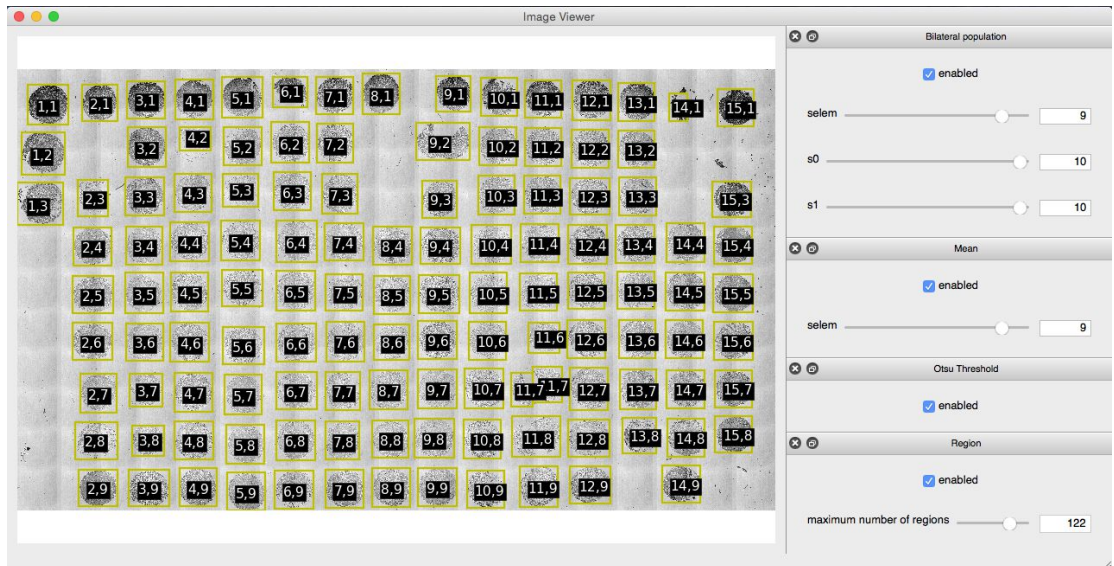 Image Viewer
1,1 2,1 3,1 4,1 5,1 6,1 7,1 8,1 9,1 10,1 11,1 12,1 13,1 14,1 15,1
1,2 3,2 4,2 5,2 6,2 7,2 9,2 10,2 11,2 12,2 13,2
1,3 2,3 3,3 4,3 5,3 6,3 7,3 9,3 10,3 11,3 12,3 13,3 15,3
2,4 3,4 4,4 5,4 6,4 7,4 8,4 9,4 10,4 11,4 12,4 13,4 14,4 15,4
2,5 3,5 4,5 5,5 6,5 7,5 8,5 9,5 10,5 11,5 12,5 13,5 14,5 15,5
2,6 3,6 4,6 5,6 6,6 7,6 8,6 9,6 10,6 11,6 12,6 13,6 14,6 15,6
2,7 3,7 4,7 5,7 6,7 7,7 8,7 9,7 10,7 11,7 11,7 12,7 13,7 14,7 15,7
2,8 3,8 4,8 5,8 6,8 7,8 8,8 9,8 10,8 11,8 12,8 13,8 14,8 15,8
2,9 3,9 4,9 5,9 6,9 7,9 8,9 9,9 10,9 11,9 12,9 14,9
Bilateral population
enabled
selem 9
s0 10
s1 10
Mean
enabled
selem 9
Otsu Threshold
enabled
Region
enabled
maximum number of regions 122